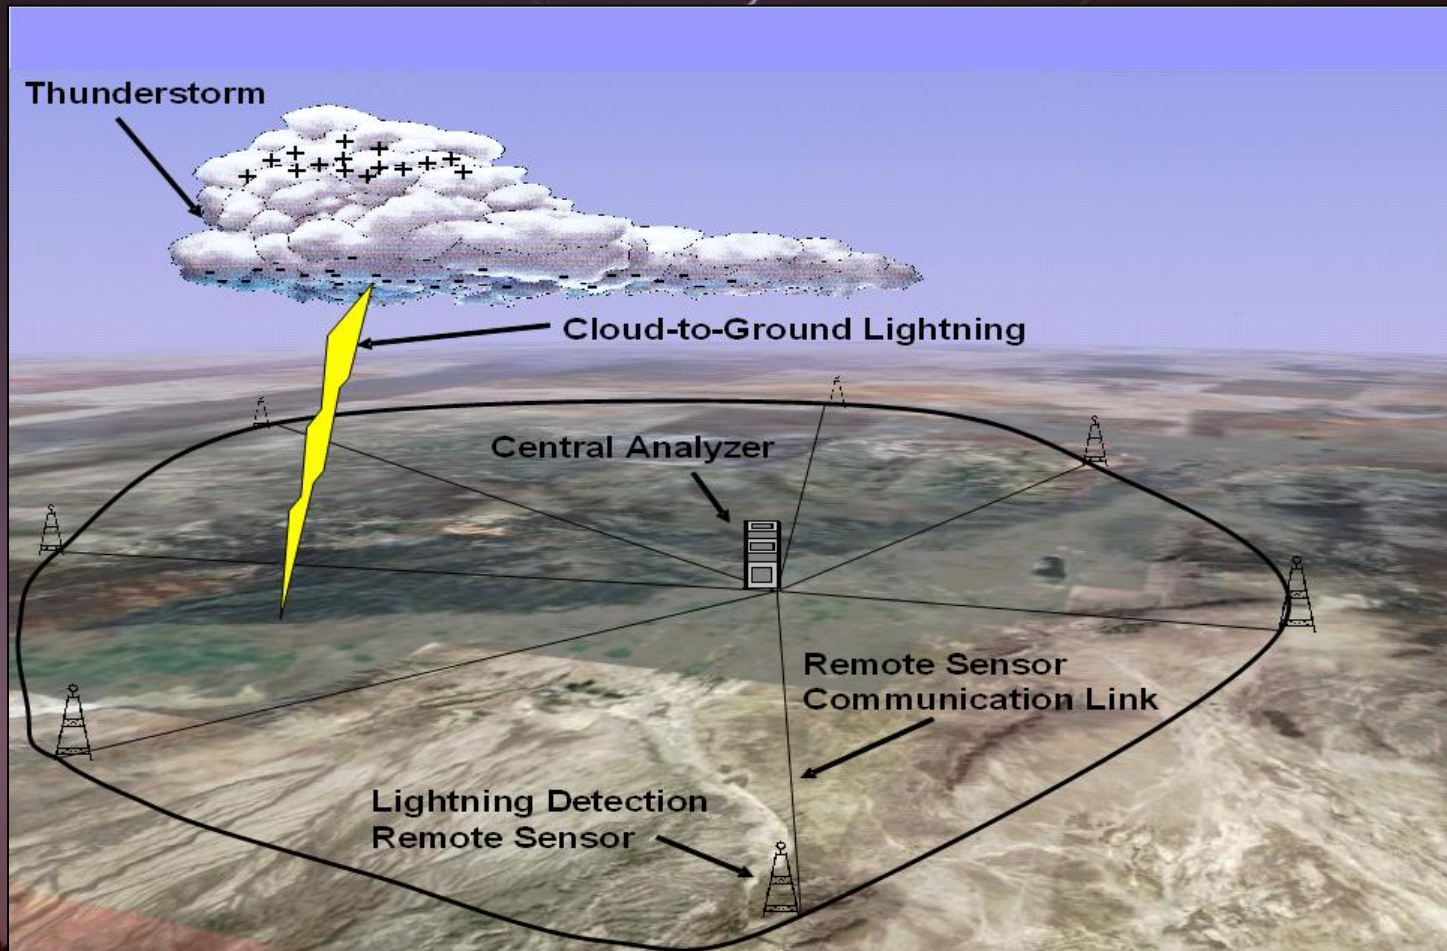 Thunderstorm
Cloud-to-Ground Lightning
Central Analyzer
Remote Sensor
Communication Link
Lightning Detection
Remote Sensor